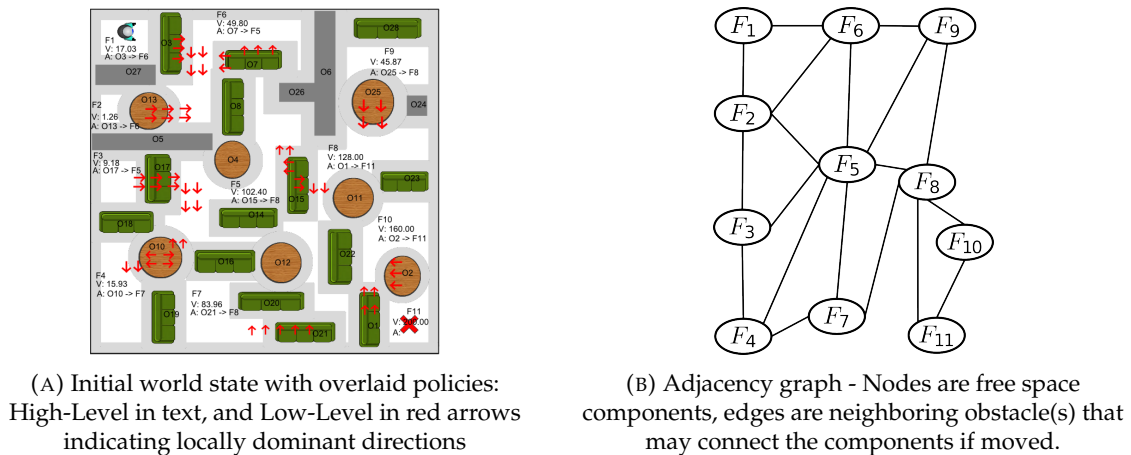 F1
V: 17.03
A: O3 -> F6
O3
F6
V: 49.80
A: O7 -> F5
O7
O28
F9
V: 45.87
A: O25 -> F8
O27
O6
O26
O25
O24
F2
V: 1.26
A: O13 -> F6
O13
O8
O5
F3
V: 9.18
A: O17 -> F5
O17
O4
F8
V: 128.00
A: O1 -> F11
F5
V: 102.40
A: O15 -> F8
O15
O23
O11
O14
O18
F10
V: 160.00
A: O2 -> F11
O10
O16
O12
O22
O2
F4
V: 15.93
A: O10 -> F7
F7
V: 83.96
A: O21 -> F8
O19
O20
O21
O1
F11
A:
(A) Initial world state with overlaid policies:
High-Level in text, and Low-Level in red arrows
indicating locally dominant directions
F1
F6
F9
F2
F5
F8
F3
F10
F7
F4
F11
(B) Adjacency graph - Nodes are free space
components, edges are neighboring obstacle(s) that
may connect the components if moved.